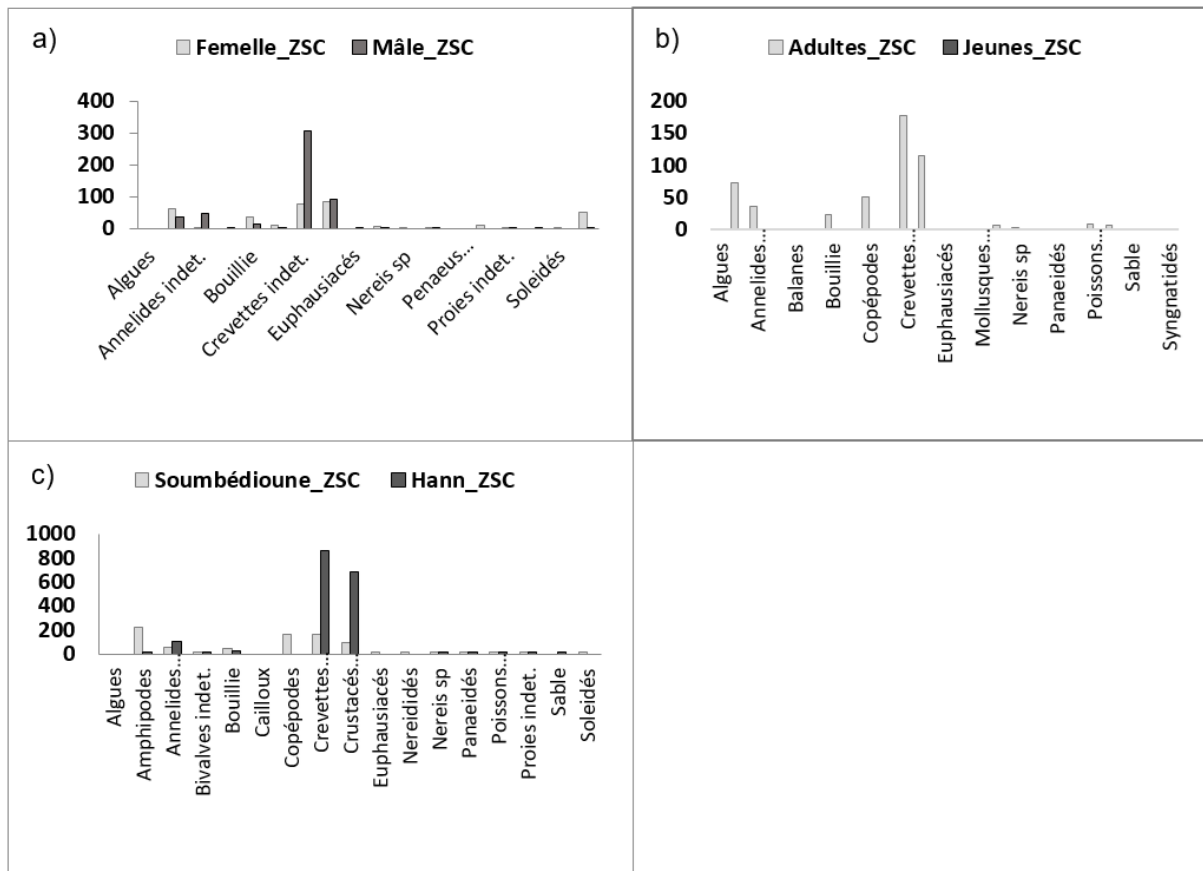 a)
Femelle_ZSC Mâle_ZSC
400
300
200
100
0
Algues
Annelides indet.
Bouillie
Crevettes indet.
Euphausiacés
Nereis sp
Penaeus...
Proies indet.
Soleidés
b)
Adultes_ZSC Jeunes_ZSC
200
150
100
50
0
Algues
Annelides...
Balanes
Bouillie
Copépodes
Crevettes...
Euphausiacés
Mollusques...
Nereis sp
Panaeidés
Poissons...
Sable
Syngnatidés
c)
Soumbédioune_ZSC Hann_ZSC
1000
800
600
400
200
0
Algues
Amphipodes
Annelides...
Bivalves indet.
Bouillie
Cailloux
Copépodes
Crevettes...
Crustacés...
Euphausiacés
Nereididés
Nereis sp
Panaeidés
Poissons...
Proies indet.
Sable
Soleidés